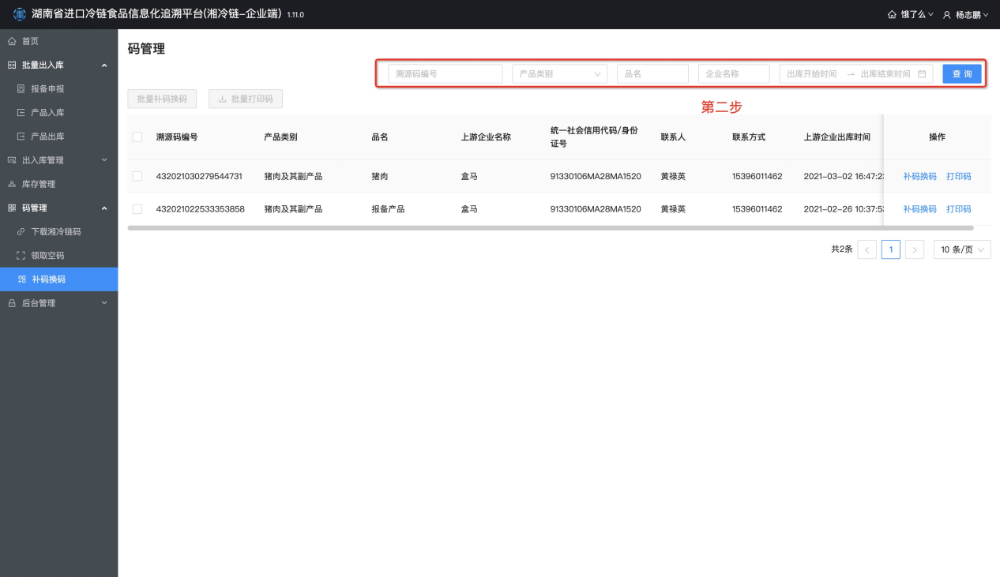 湖南省进口冷链食品信息化追溯平台(湘冷链-企业端) 1.11.0
饿了么 杨志鹏
首页
批量出入库
报备申报
产品入库
产品出库
出入库管理
库存管理
码管理
下载湘冷链码
领取空码
补码换码
后台管理
码管理
溯源码编号 产品类别 品名 企业名称 出库开始时间 → 出库结束时间 查 询
批量补码换码 批量打印码
第二步
溯源码编号 产品类别 品名 上游企业名称 统一社会信用代码/身份证号 联系人 联系方式 上游企业出库时间 操作
432021030279544731 猪肉及其副产品 猪肉 盒马 91330106MA28MA1520 黄禄英 15396011462 2021-03-02 16:47:23 补码换码 打印码
432021022533353858 猪肉及其副产品 报备产品 盒马 91330106MA28MA1520 黄禄英 15396011462 2021-02-26 10:37:5 补码换码 打印码
共2条 < 1 > 10 条/页